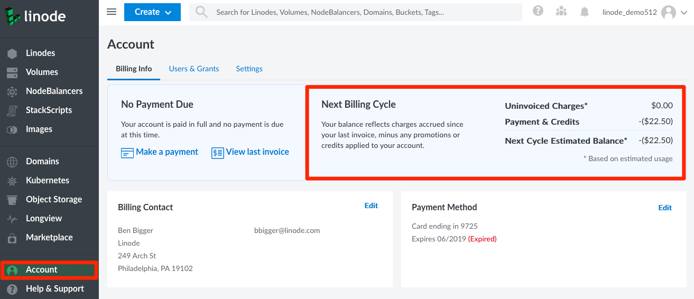 linode
Create
Search for Linodes, Volumes, NodeBalancers, Domains, Buckets, Tags...
linode_demo512
Linodes
Volumes
NodeBalancers
StackScripts
Images
Domains
Kubernetes
Object Storage
Longview
Marketplace
Account
Help & Support
Account
Billing Info
Users & Grants
Settings
No Payment Due
Your account is paid in full and no payment is due
at this time.
Make a payment
View last invoice
Next Billing Cycle
Your balance reflects charges accrued since
your last invoice, minus any promotions or
credits applied to your account.
Uninvoiced Charges* $0.00
Payment & Credits -($22.50)
Next Cycle Estimated Balance* -($22.50)
* Based on estimated usage
Billing Contact
Edit
Ben Bigger
bbigger@linode.com
Linode
249 Arch St
Philadelphia, PA 19102
Payment Method
Edit
Card ending in 9725
Expires 06/2019 (Expired)